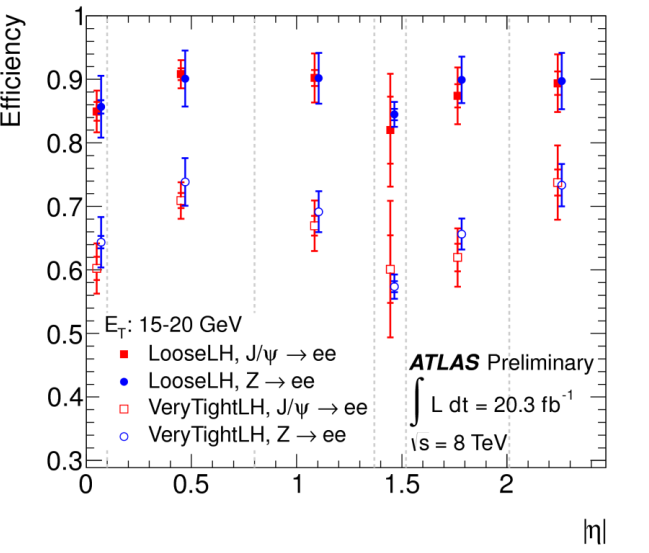 Efficiency
1
0.9
0.8
0.7
0.6
0.5
0.4
0.3
E_T: 15-20 GeV
LooseLH, J/ψ → ee
LooseLH, Z → ee
VeryTightLH, J/ψ → ee
VeryTightLH, Z → ee
ATLAS Preliminary
∫ L dt = 20.3 fb^-1
√s = 8 TeV
0 0.5 1 1.5 2
|η|